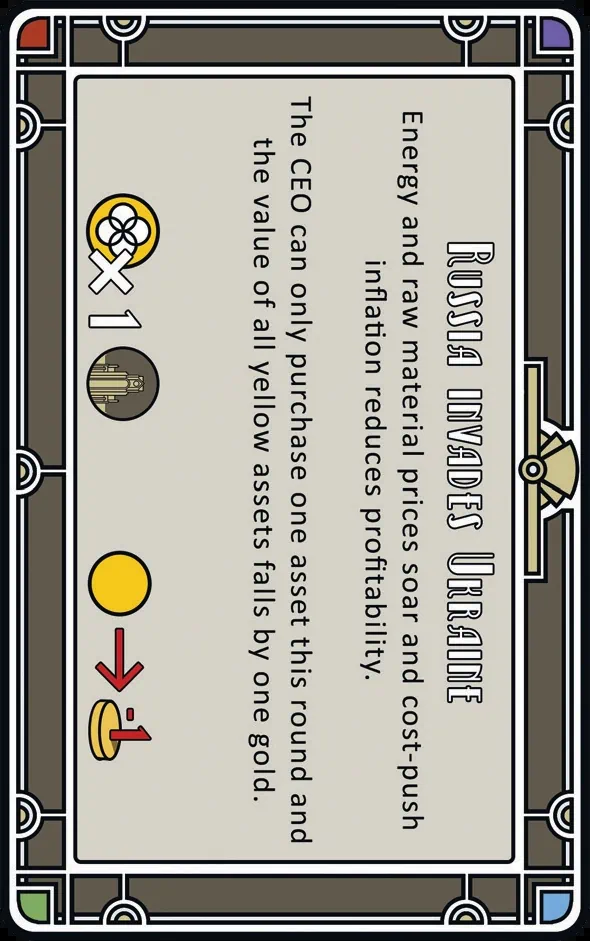 Russia invades Ukraine
Energy and raw material prices soar and cost-push
inflation reduces profitability.
The CEO can only purchase one asset this round and
the value of all yellow assets falls by one gold.
X 1
-1